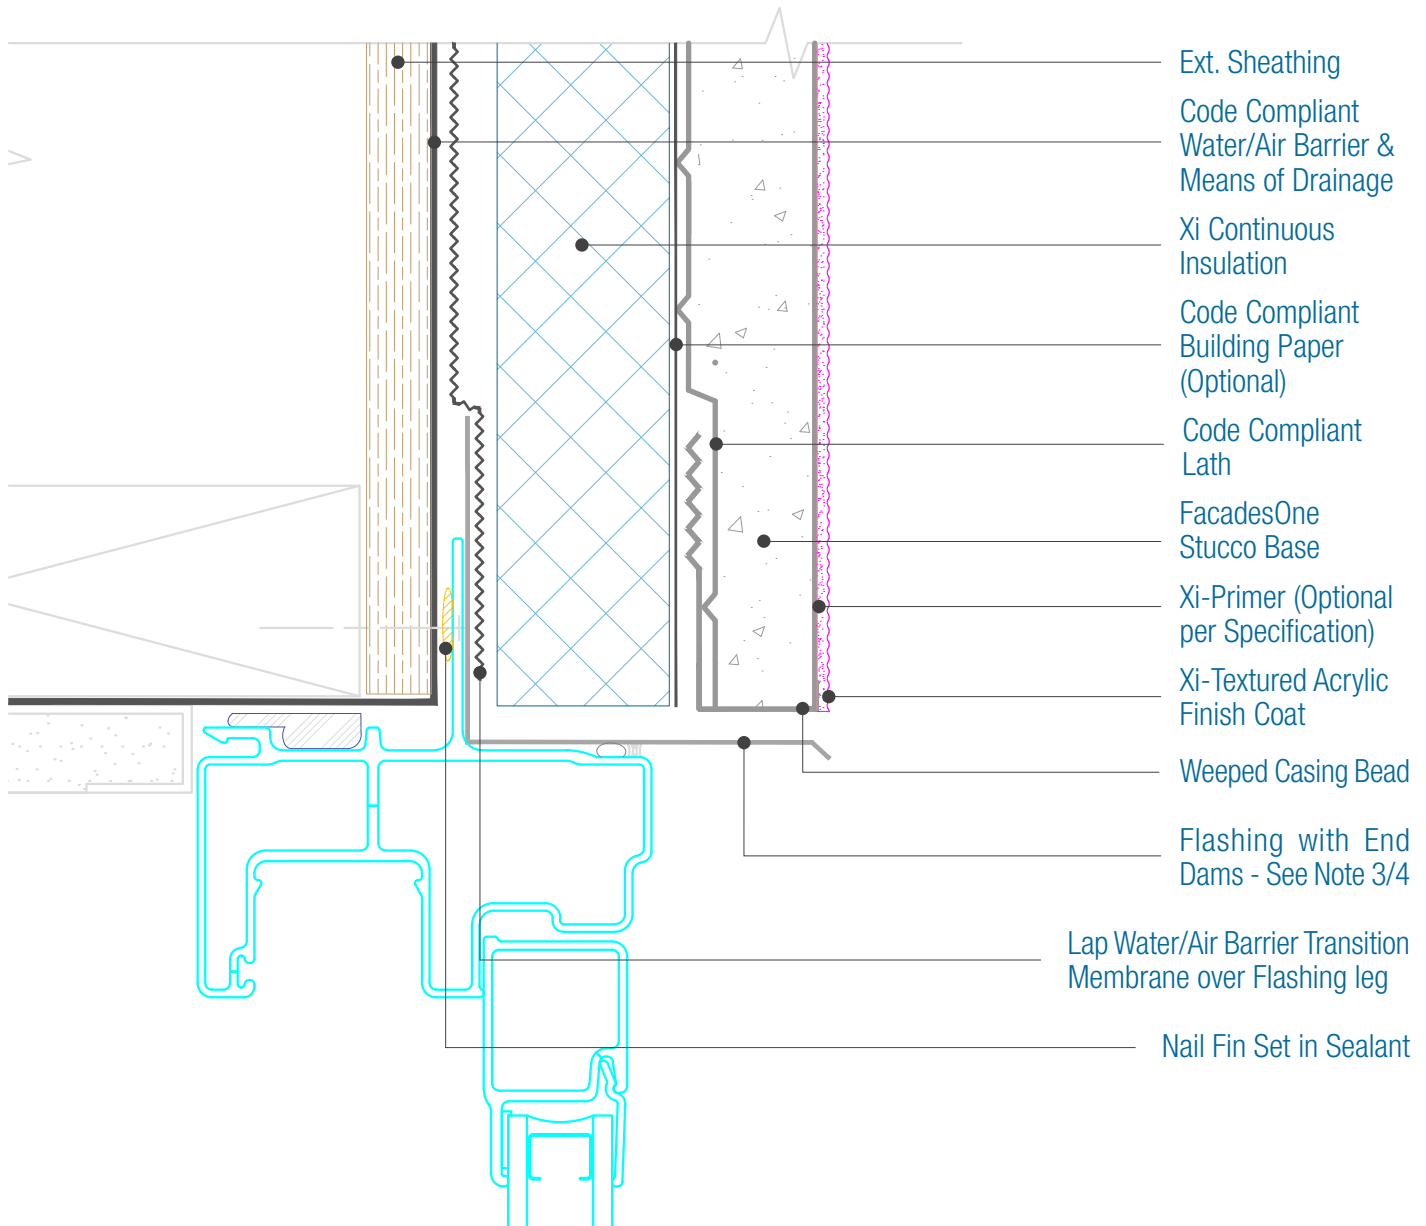 Ext. Sheathing
Code Compliant
Water/Air Barrier &
Means of Drainage
Xi Continuous
Insulation
Code Compliant
Building Paper
(Optional)
Code Compliant
Lath
FacadesOne
Stucco Base
Xi-Primer (Optional
per Specification)
Xi-Textured Acrylic
Finish Coat
Weeped Casing Bead
Flashing with End
Dams - See Note 3/4
Lap Water/Air Barrier Transition
Membrane over Flashing leg
Nail Fin Set in Sealant